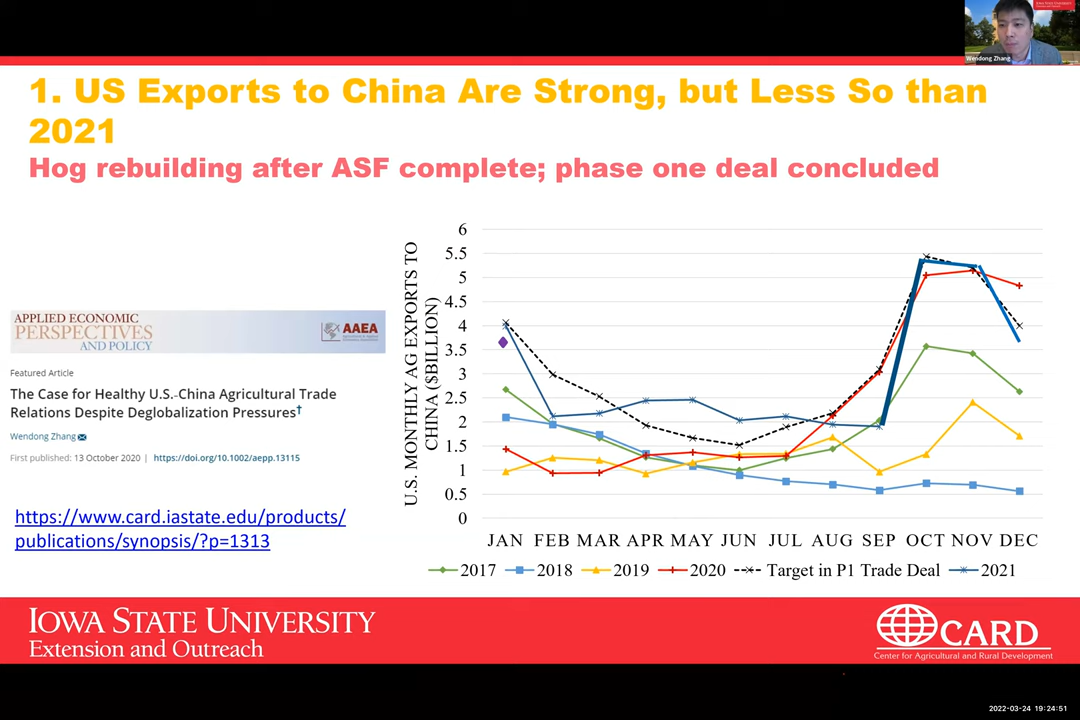 Wendong Zhang
1. US Exports to China Are Strong, but Less So than
2021
Hog rebuilding after ASF complete; phase one deal concluded
APPLIED ECONOMIC
PERSPECTIVES
AND POLICY
AAEA
Featured Article
The Case for Healthy U.S.-China Agricultural Trade
Relations Despite Deglobalization Pressures†
Wendong Zhang
First published: 13 October 2020 | https://doi.org/10.1002/aepp.13115
https://www.card.iastate.edu/products/
publications/synopsis/?p=1313
U.S. MONTHLY AG EXPORTS TO
CHINA ($BILLION)
6
5.5
5
4.5
4
3.5
3
2.5
2
1.5
1
0.5
0
JAN FEB MAR APR MAY JUN JUL AUG SEP OCT NOV DEC
2017 2018 2019 2020 Target in P1 Trade Deal 2021
IOWA STATE UNIVERSITY
Extension and Outreach
CARD
Center for Agricultural and Rural Development
2022-03-24 19:24:51